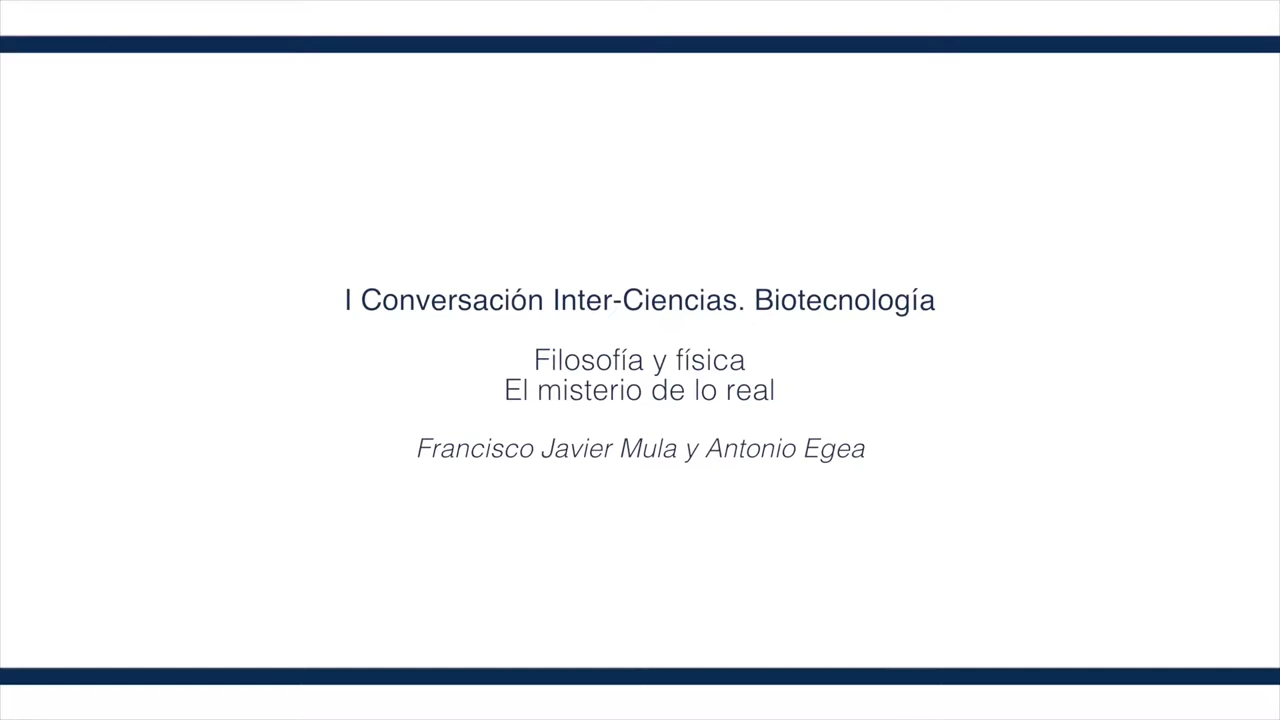 I Conversación Inter-Ciencias. Biotecnología
Filosofía y física
El misterio de lo real
Francisco Javier Mula y Antonio Egea